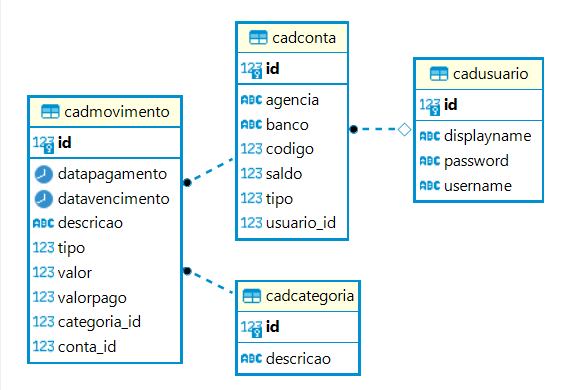 cadmovimento
123 id
datapagamento
datavencimento
ABC descricao
123 tipo
123 valor
123 valorpago
123 categoria_id
123 conta_id
cadconta
123 id
ABC agencia
ABC banco
123 codigo
123 saldo
123 tipo
123 usuario_id
cadcategoria
123 id
ABC descricao
cadusuario
123 id
ABC displayname
ABC password
ABC username